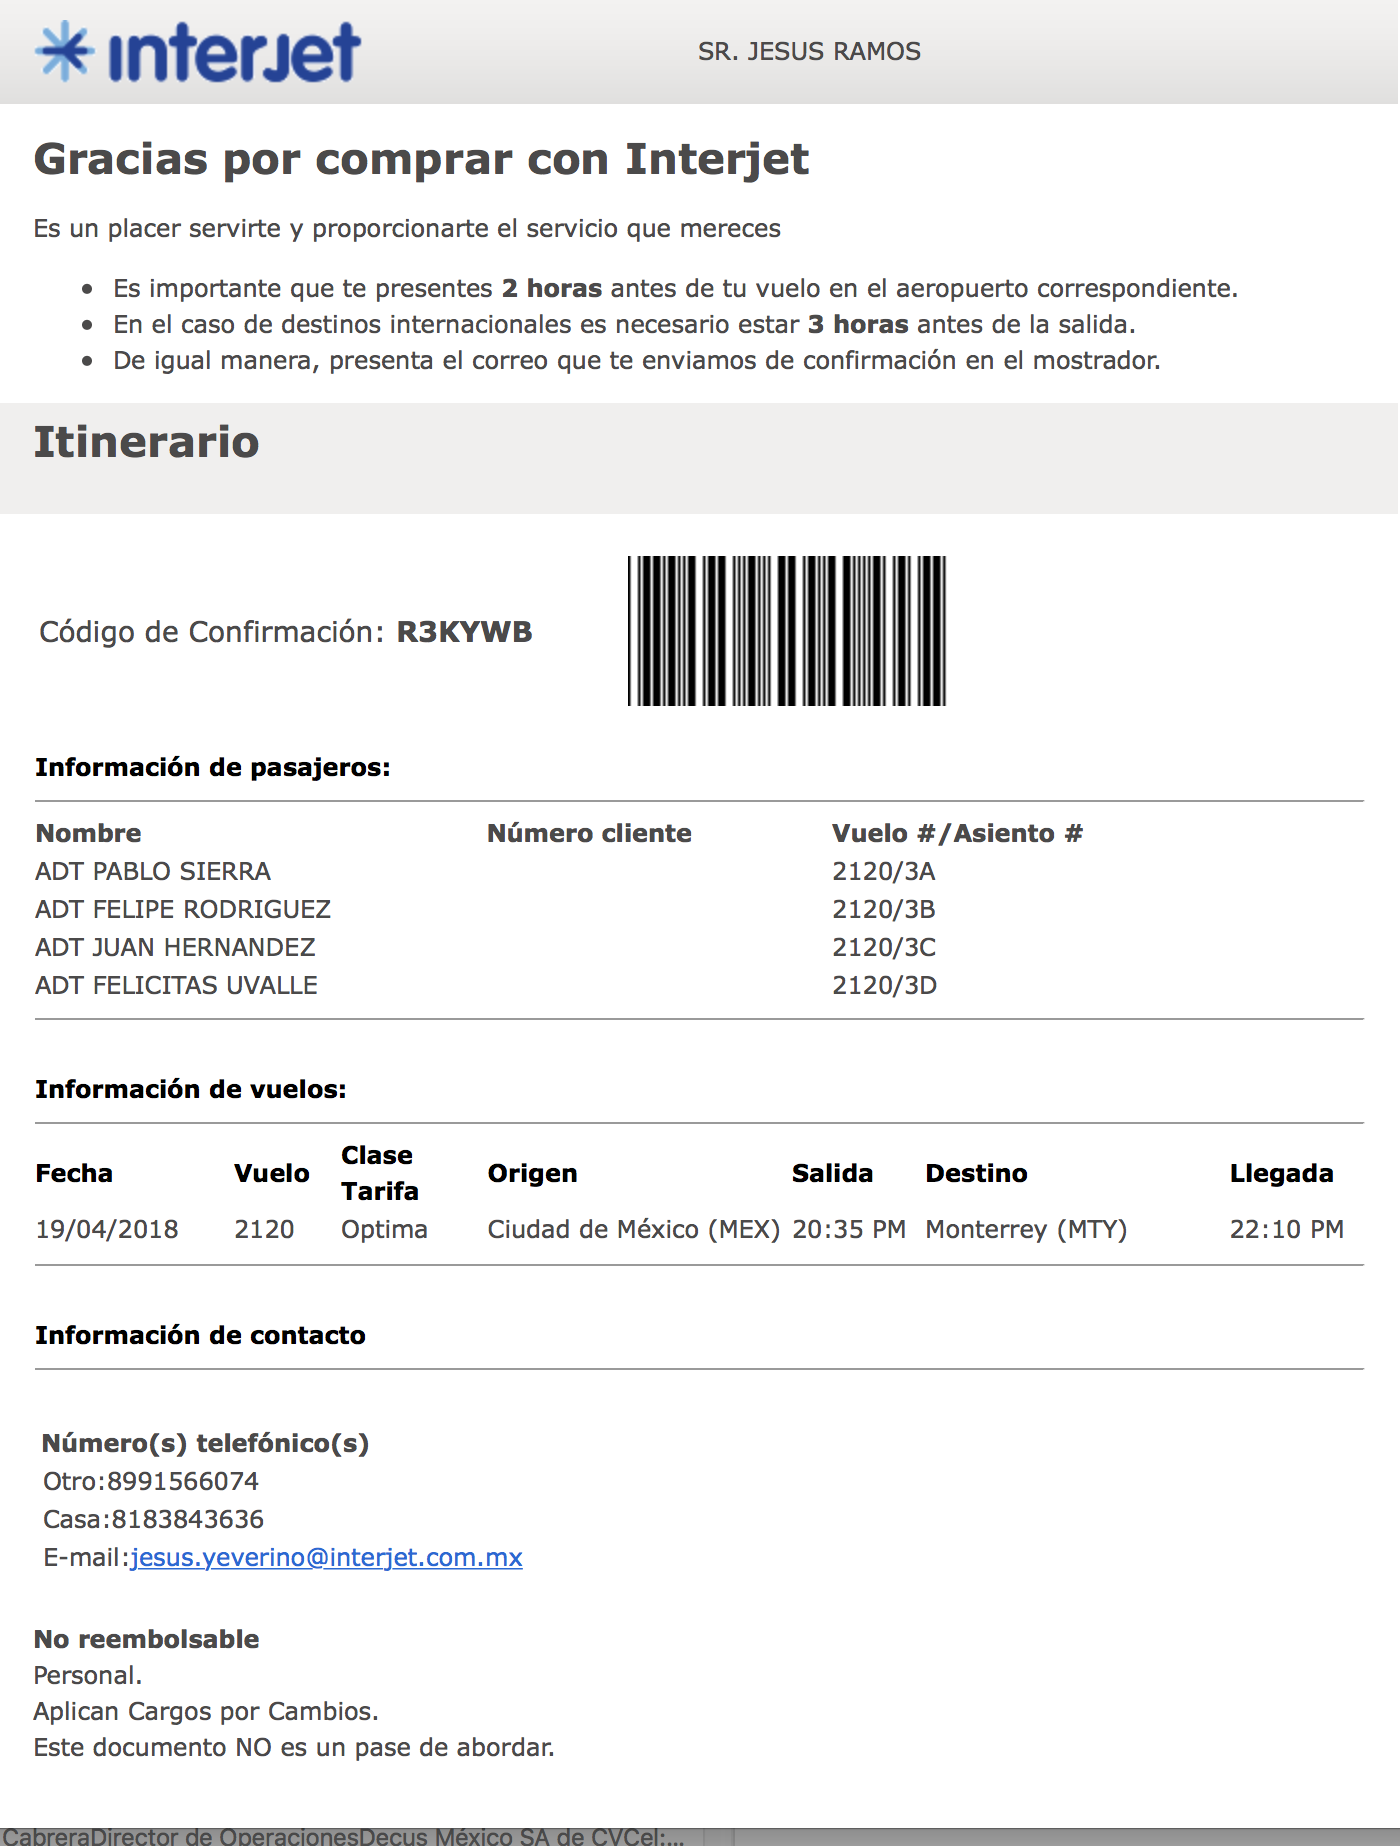 interjet
SR. JESUS RAMOS
Gracias por comprar con Interjet
Es un placer servirte y proporcionarte el servicio que mereces
• Es importante que te presentes 2 horas antes de tu vuelo en el aeropuerto correspondiente.
• En el caso de destinos internacionales es necesario estar 3 horas antes de la salida.
• De igual manera, presenta el correo que te enviamos de confirmación en el mostrador.
Itinerario
Código de Confirmación: R3KYWB
Información de pasajeros:
Nombre Número cliente Vuelo #/Asiento #
ADT PABLO SIERRA 2120/3A
ADT FELIPE RODRIGUEZ 2120/3B
ADT JUAN HERNANDEZ 2120/3C
ADT FELICITAS UVALLE 2120/3D
Información de vuelos:
Fecha Vuelo Clase Tarifa Origen Salida Destino Llegada
19/04/2018 2120 Optima Ciudad de México (MEX) 20:35 PM Monterrey (MTY) 22:10 PM
Información de contacto
Número(s) telefónico(s)
Otro:8991566074
Casa:8183843636
E-mail:jesus.yeverino@interjet.com.mx
No reembolsable
Personal.
Aplican Cargos por Cambios.
Este documento NO es un pase de abordar.
CabreraDirector de OperacionesDecus México SA de CVCel:...